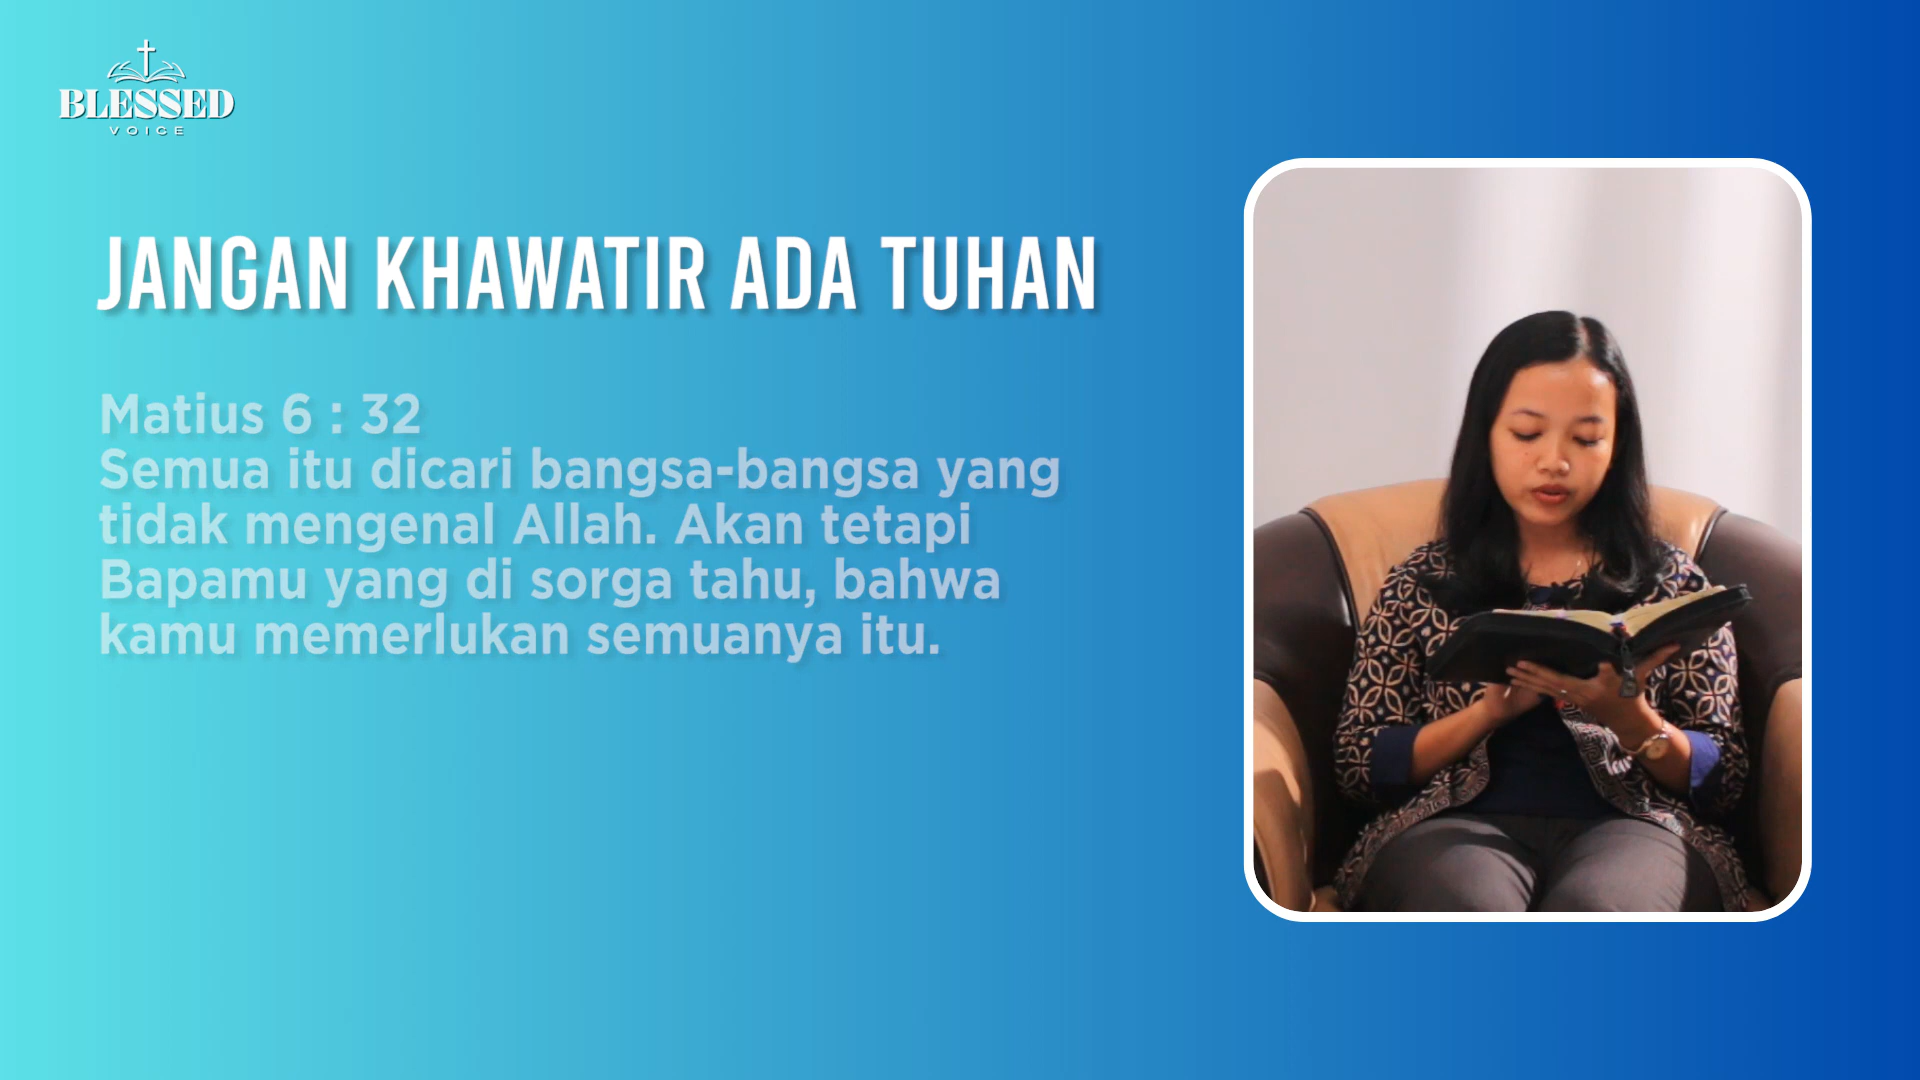 BLESSED
VOICE
JANGAN KHAWATIR ADA TUHAN
Matius 6 : 32
Semua itu dicari bangsa-bangsa yang
tidak mengenal Allah. Akan tetapi
Bapamu yang di sorga tahu, bahwa
kamu memerlukan semuanya itu.